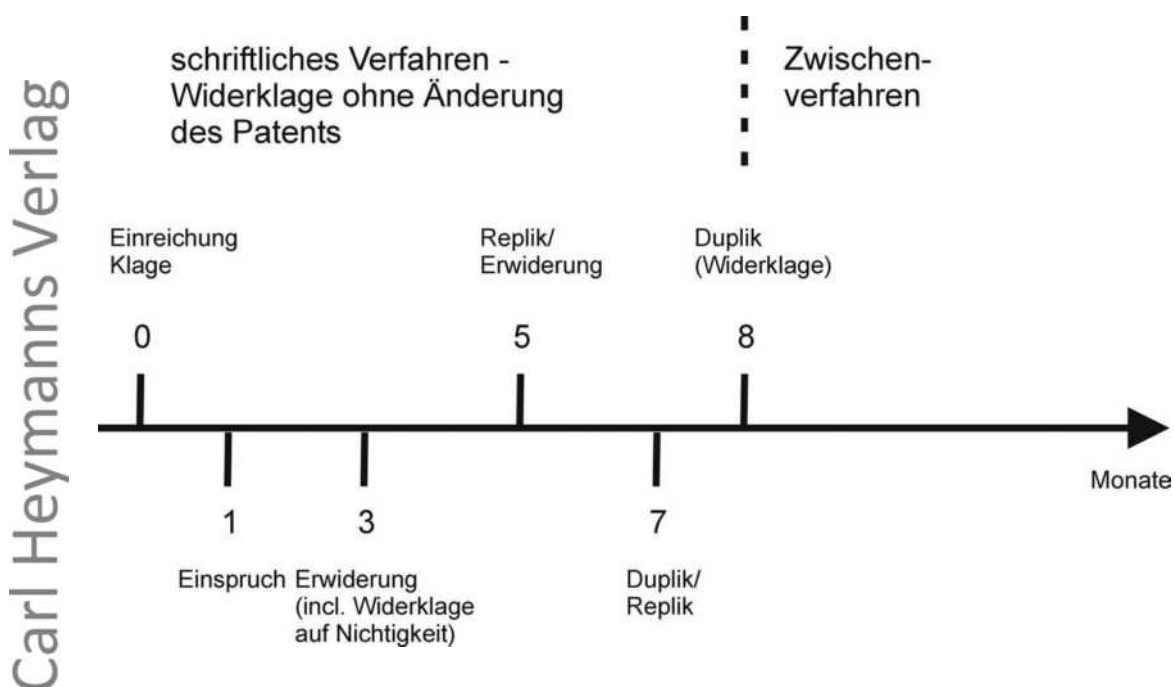 Carl Heymanns Verlag
schriftliches Verfahren -
Widerklage ohne Änderung
des Patents
Zwischen-
verfahren
Einreichung
Klage
Replik/
Erwiderung
Duplik
(Widerklage)
0
5
8
Monate
1
3
7
Einspruch
Erwiderung
(incl. Widerklage
auf Nichtigkeit)
Duplik/
Replik